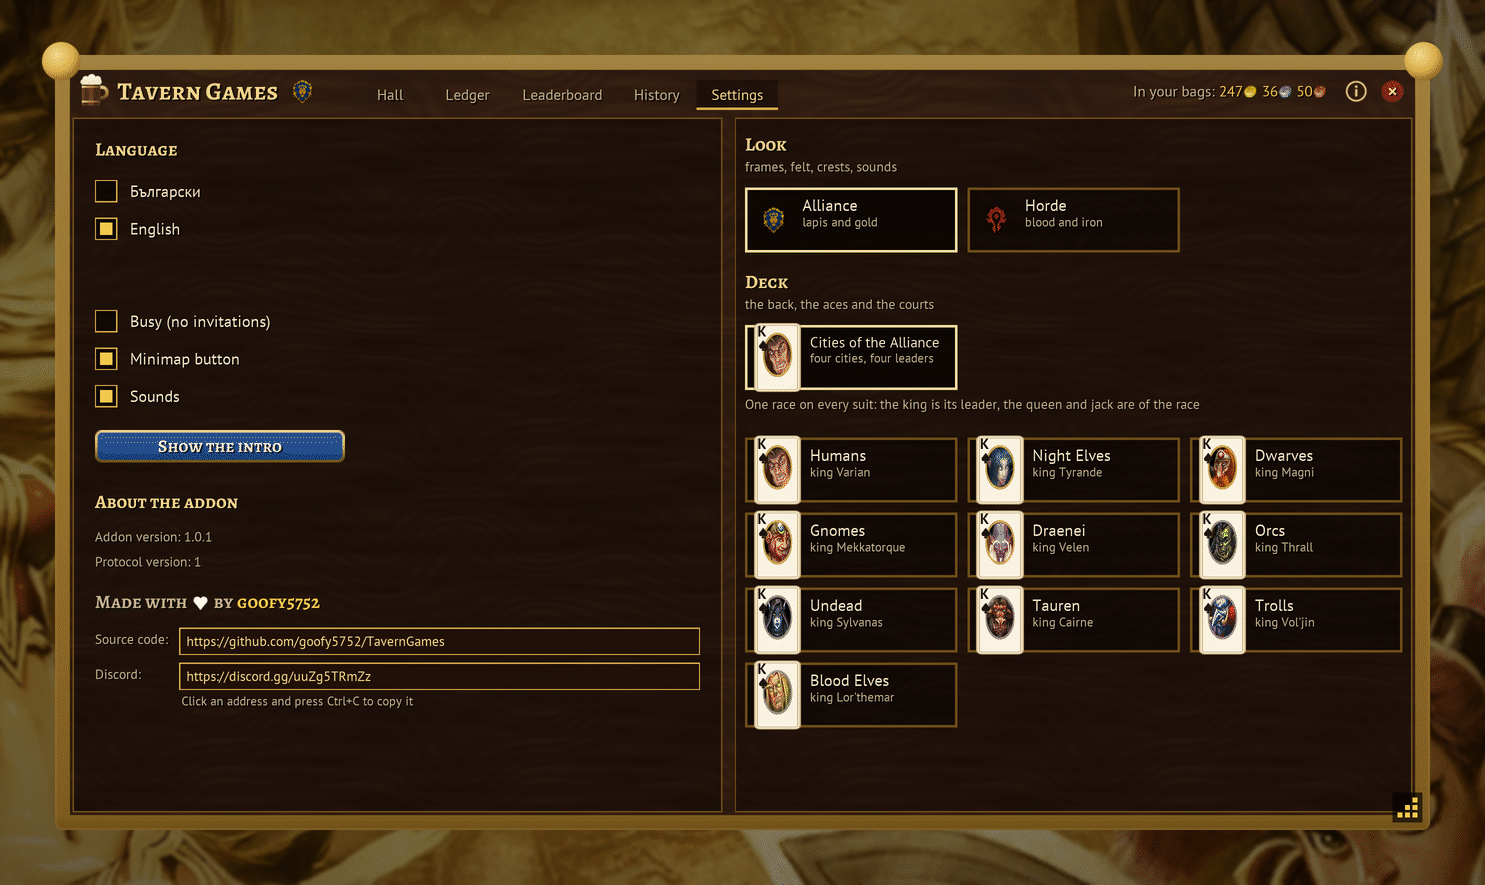 Tavern Games
Hall
Ledger
Leaderboard
History
Settings
In your bags: 247 36 50
Language
Български
English
Busy (no invitations)
Minimap button
Sounds
Show the intro
About the addon
Addon version: 1.0.1
Protocol version: 1
Made with ♥ by goofy5752
Source code: https://github.com/goofy5752/TavernGames
Discord: https://discord.gg/uuZg5TRmZz
Click an address and press Ctrl+C to copy it
Look
frames, felt, crests, sounds
Alliance
lapis and gold
Horde
blood and iron
Deck
the back, the aces and the courts
K
Cities of the Alliance
four cities, four leaders
One race on every suit: the king is its leader, the queen and jack are of the race
K
Humans
king Varian
K
Night Elves
king Tyrande
K
Dwarves
king Magni
K
Gnomes
king Mekkatorque
K
Draenei
king Velen
K
Orcs
king Thrall
K
Undead
king Sylvanas
K
Tauren
king Cairne
K
Trolls
king Vol'jin
K
Blood Elves
king Lor'themar